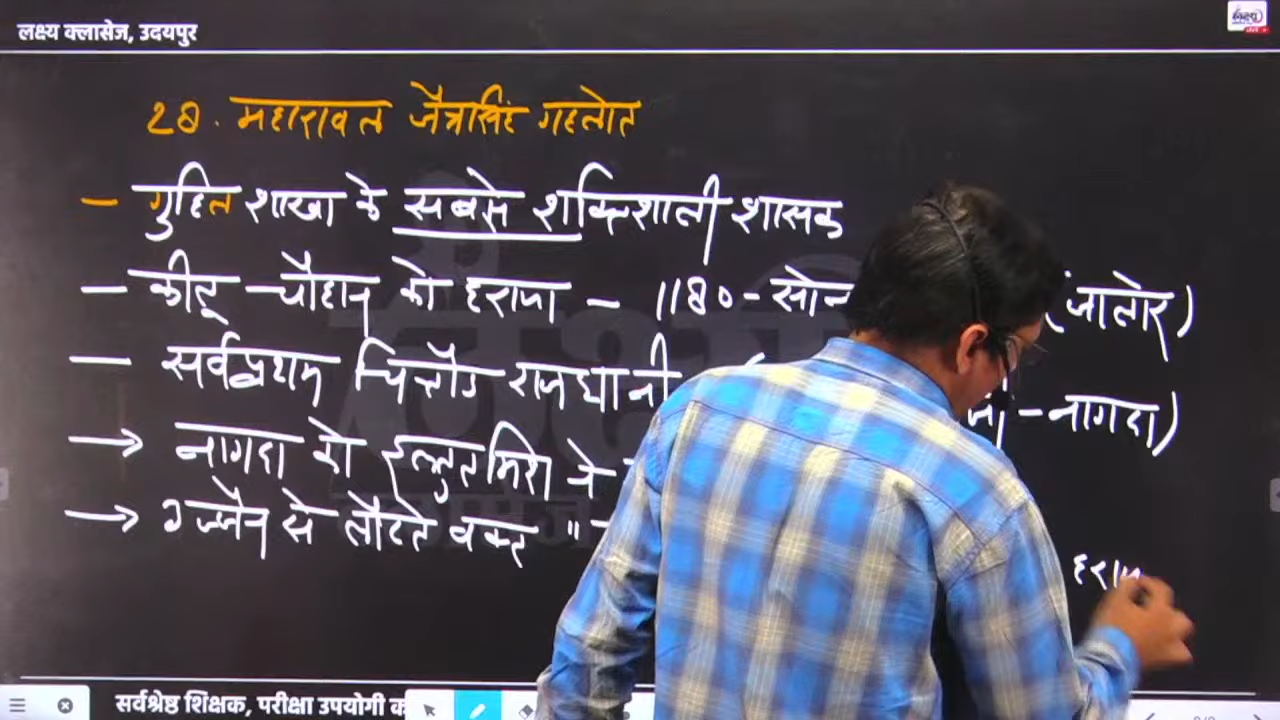 लक्ष्य क्लासेज, उदयपुर
28. महारावल जैत्रसिंह गहलोत
- गुहिल शाखा के सबसे शक्तिशाली शासक
- कीतू - चौहान को हराया - 1180 - सोन (जालोर)
- सर्वप्रथम चित्तौड राजधानी - नागदा)
→ नागदा को इल्तुतमिश ने
→ उज्जैन से लौटते वक्त "
हराया
सर्वश्रेष्ठ शिक्षक, परीक्षा उपयोगी